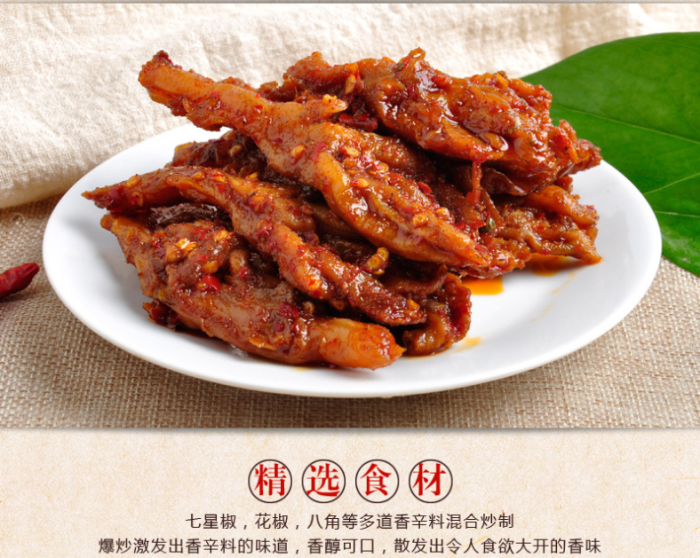 精选食材
七星椒，花椒，八角等多道香辛料混合炒制
爆炒激发出香辛料的味道，香醇可口，散发出令人食欲大开的香味